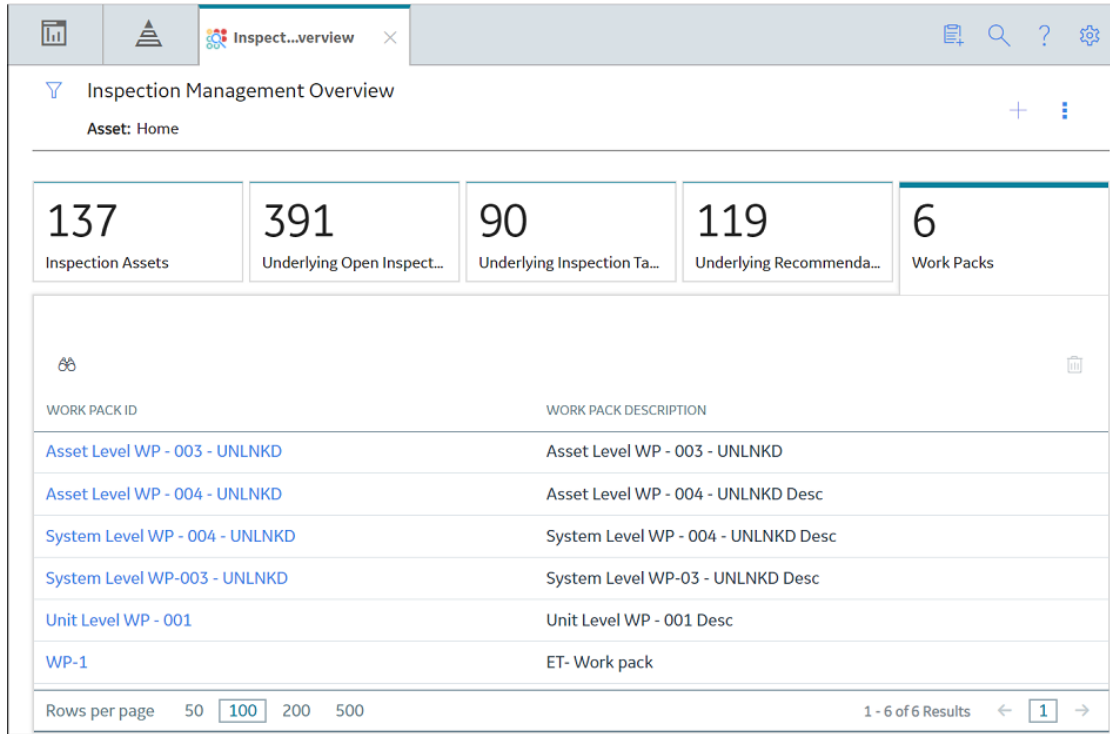 Inspect...verview
Inspection Management Overview
Asset: Home
137
Inspection Assets
391
Underlying Open Inspect...
90
Underlying Inspection Ta...
119
Underlying Recommenda...
6
Work Packs
WORK PACK ID WORK PACK DESCRIPTION
Asset Level WP - 003 - UNLNKD Asset Level WP - 003 - UNLNKD
Asset Level WP - 004 - UNLNKD Asset Level WP - 004 - UNLNKD Desc
System Level WP - 004 - UNLNKD System Level WP - 004 - UNLNKD Desc
System Level WP-003 - UNLNKD System Level WP-03 - UNLNKD Desc
Unit Level WP - 001 Unit Level WP - 001 Desc
WP-1 ET- Work pack
Rows per page 50 100 200 500 1 - 6 of 6 Results 1